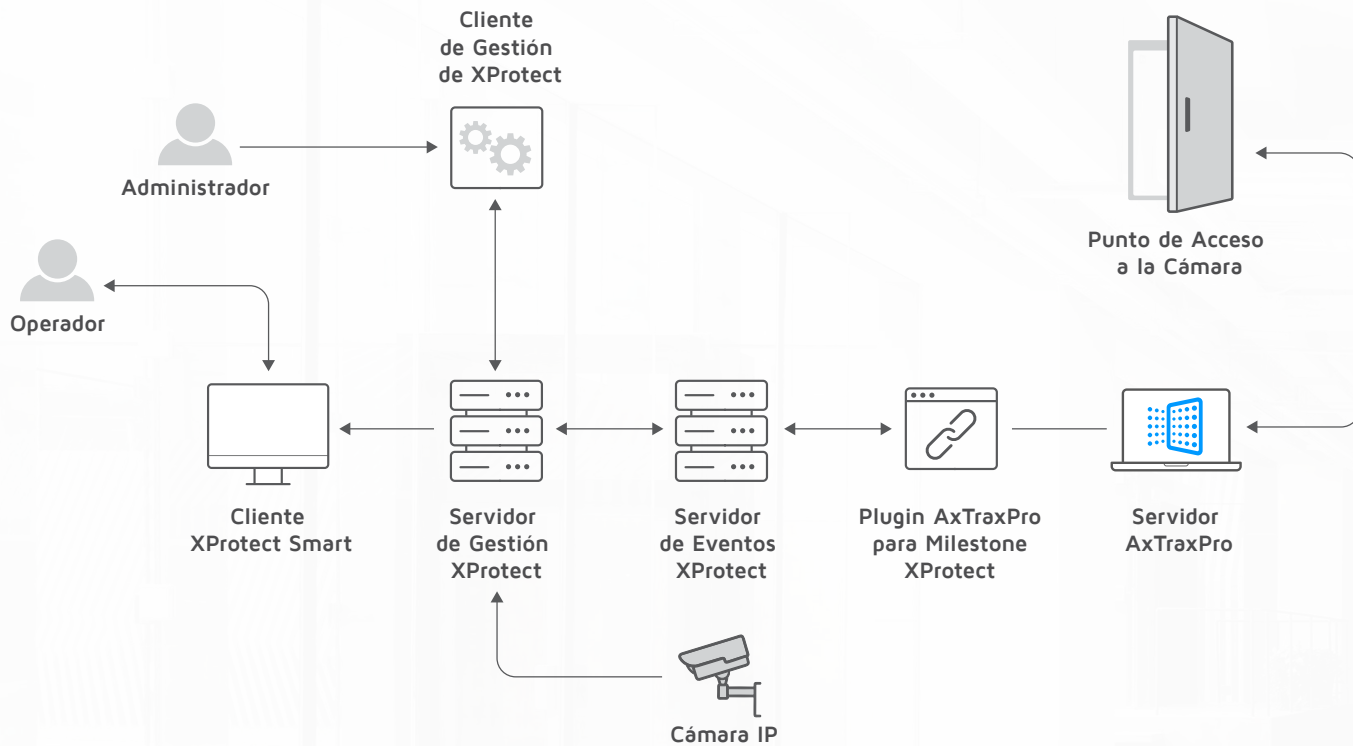 Cliente
de Gestión
de XProtect
Administrador
Punto de Acceso
a la Cámara
Operador
Cliente
XProtect Smart
Servidor
de Gestión
XProtect
Servidor
de Eventos
XProtect
Plugin AxTraxPro
para Milestone
XProtect
Servidor
AxTraxPro
Cámara IP